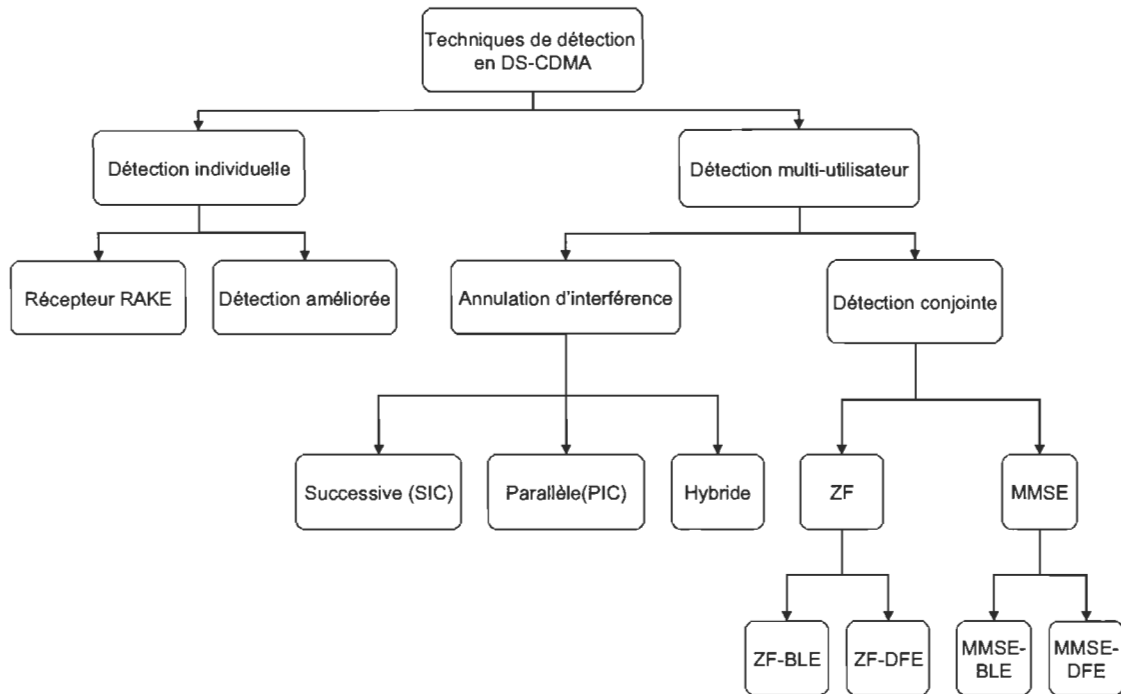 Techniques de détection
en DS-CDMA
Détection individuelle
Détection multi-utilisateur
Récepteur RAKE
Détection améliorée
Annulation d'interférence
Détection conjointe
Successive (SIC)
Parallèle(PIC)
Hybride
ZF
MMSE
ZF-BLE
ZF-DFE
MMSE-
BLE
MMSE-
DFE